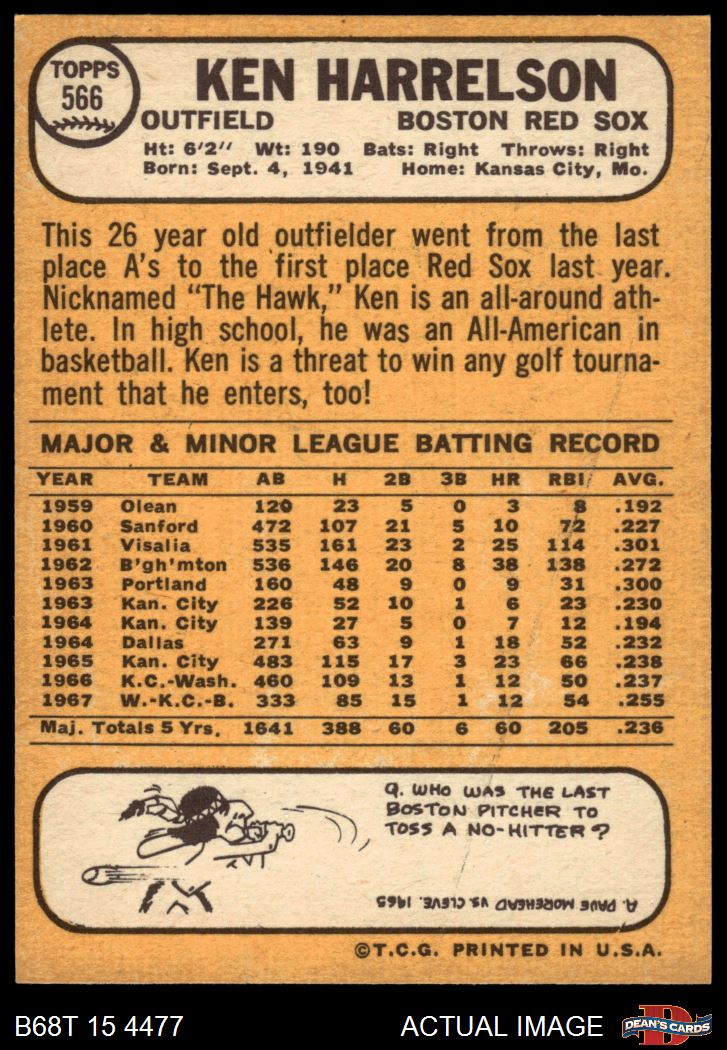 TOPPS
566
KEN HARRELSON
OUTFIELD BOSTON RED SOX
Ht: 6'2" Wt: 190 Bats: Right Throws: Right
Born: Sept. 4, 1941 Home: Kansas City, Mo.
This 26 year old outfielder went from the last
place A's to the first place Red Sox last year.
Nicknamed "The Hawk," Ken is an all-around ath-
lete. In high school, he was an All-American in
basketball. Ken is a threat to win any golf tourna-
ment that he enters, too!
MAJOR & MINOR LEAGUE BATTING RECORD
YEAR TEAM AB H 2B 3B HR RBI AVG.
1959 Olean 120 23 5 0 3 8 .192
1960 Sanford 472 107 21 5 10 72 .227
1961 Visalia 535 161 23 2 25 114 .301
1962 B'gh'mton 536 146 20 8 38 138 .272
1963 Portland 160 48 9 0 9 31 .300
1963 Kan. City 226 52 10 1 6 23 .230
1964 Kan. City 139 27 5 0 7 12 .194
1964 Dallas 271 63 9 1 18 52 .232
1965 Kan. City 483 115 17 3 23 66 .238
1966 K.C.-Wash. 460 109 13 1 12 50 .237
1967 W.-K.C.-B. 333 85 15 1 12 54 .255
Maj. Totals 5 Yrs. 1641 388 60 6 60 205 .236
Q. WHO WAS THE LAST
BOSTON PITCHER TO
TOSS A NO-HITTER?
A. DAVE MOREHEAD VS. CLEVE. 1965
©T.C.G. PRINTED IN U.S.A.
B68T 15 4477 ACTUAL IMAGE
D
DEAN'S CARDS